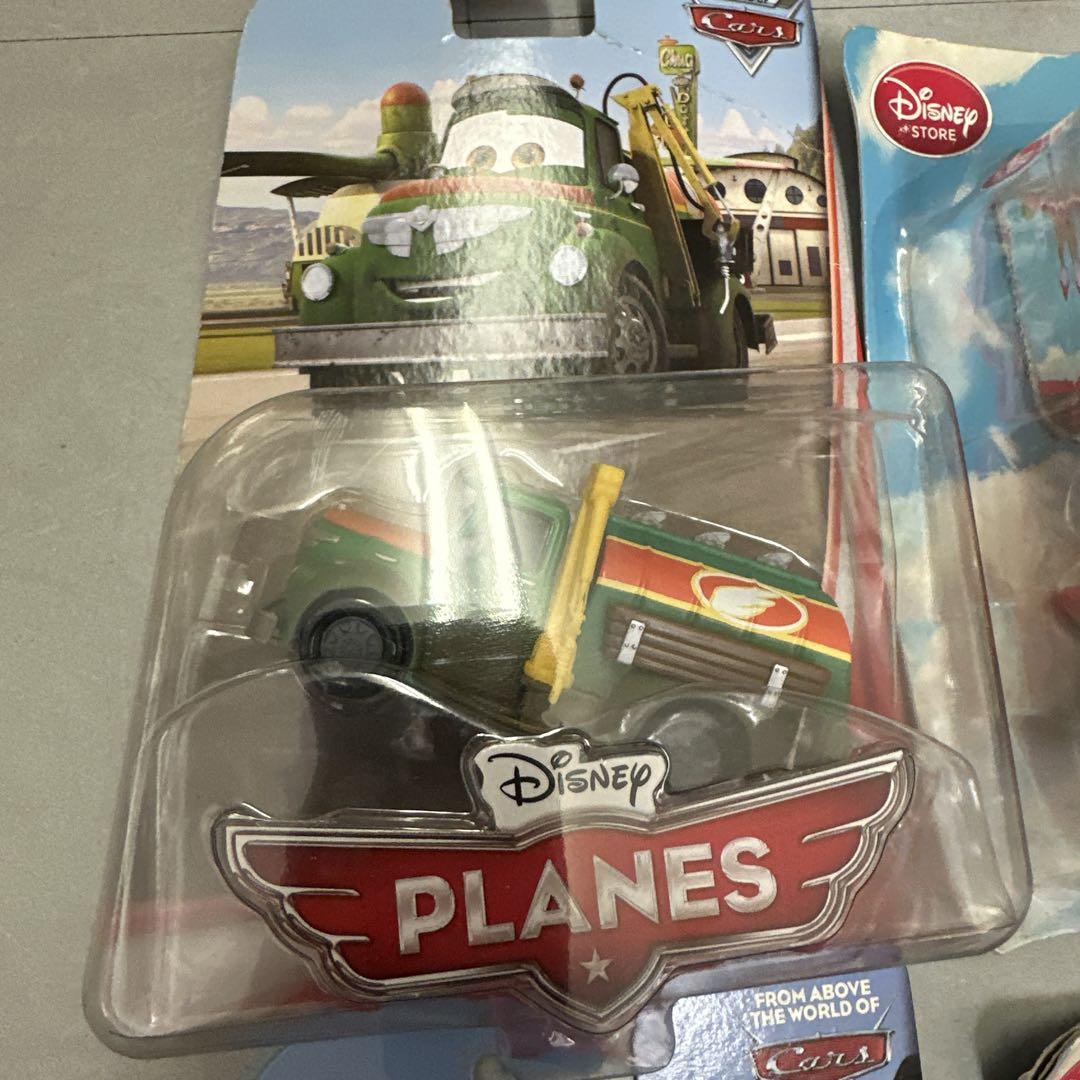 Cars
Disney
STORE
Disney
PLANES
FROM ABOVE
THE WORLD OF
Cars